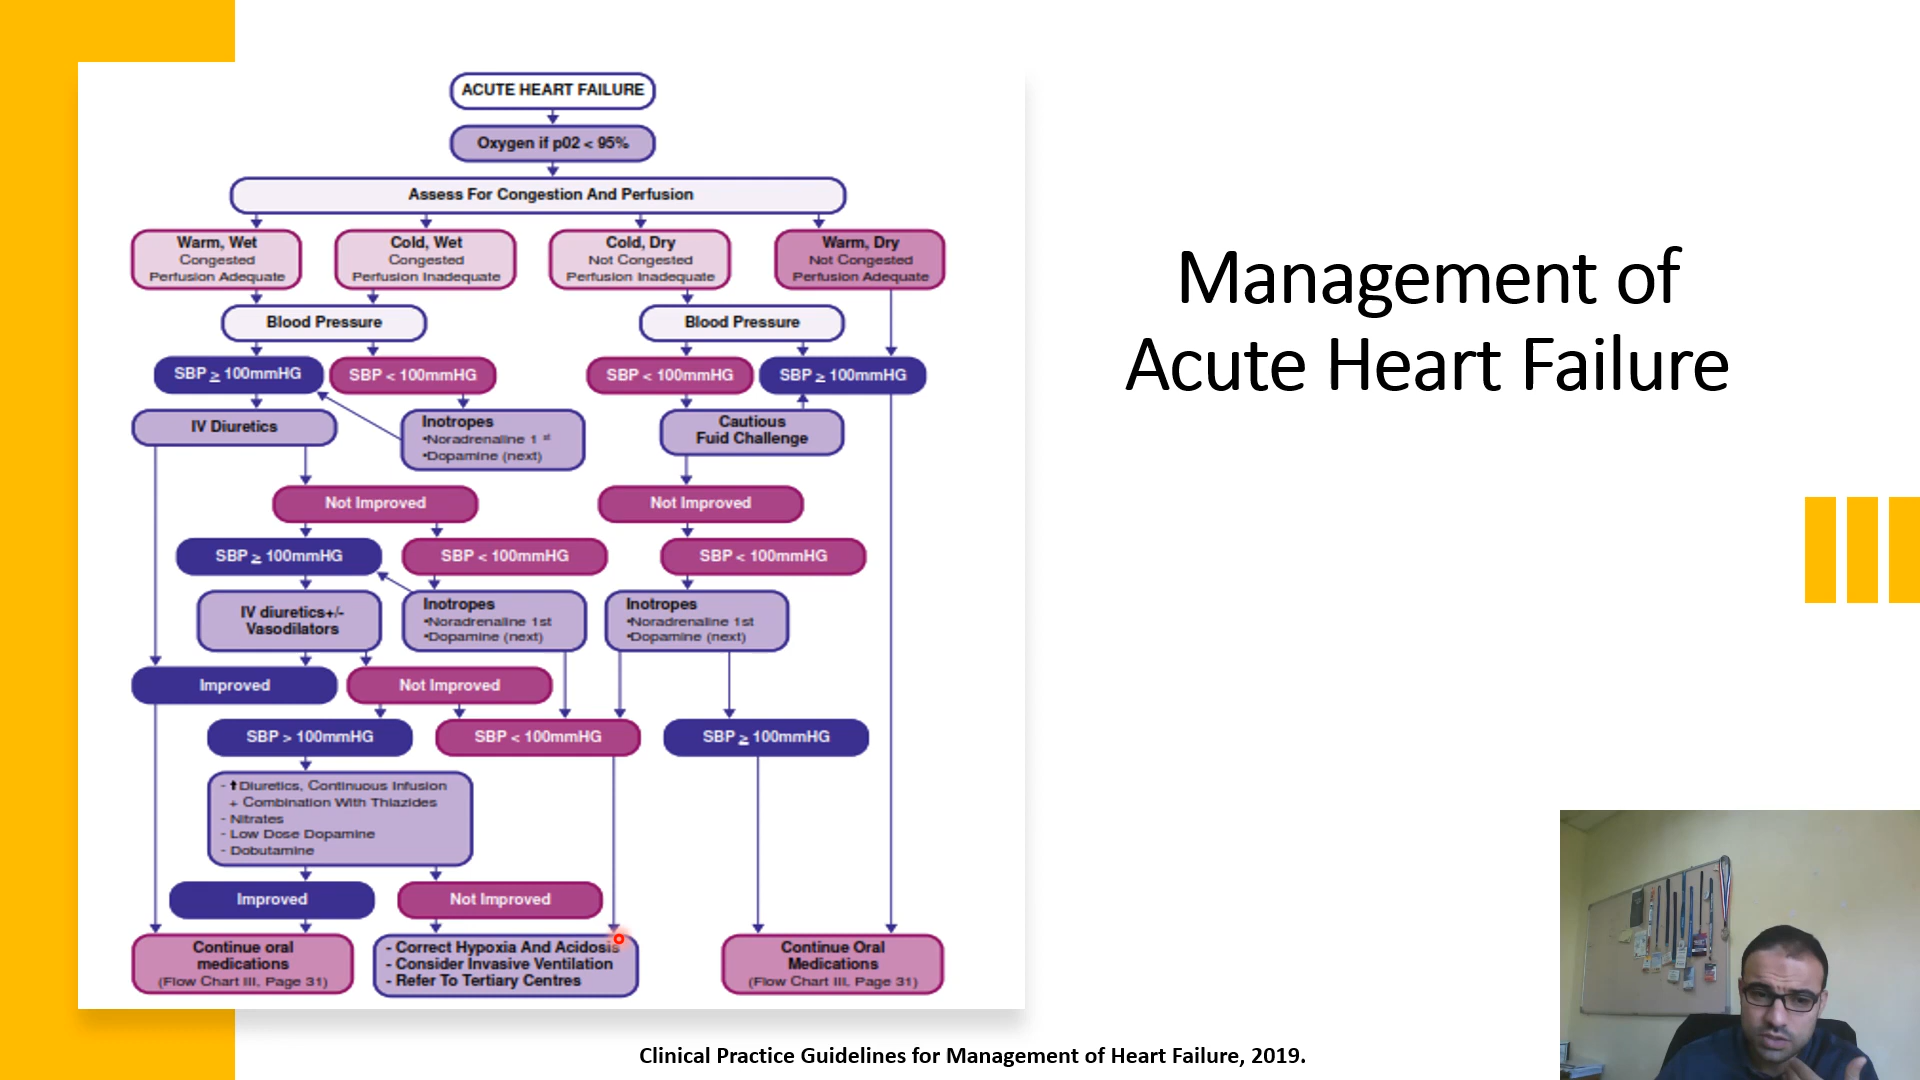 ACUTE HEART FAILURE
Oxygen if p02 < 95%
Assess For Congestion And Perfusion
Warm, Wet
Congested
Perfusion Adequate
Cold, Wet
Congested
Perfusion Inadequate
Cold, Dry
Not Congested
Perfusion Inadequate
Warm, Dry
Not Congested
Perfusion Adequate
Blood Pressure
Blood Pressure
SBP ≥ 100mmHG
SBP < 100mmHG
SBP < 100mmHG
SBP ≥ 100mmHG
IV Diuretics
Inotropes
•Noradrenaline 1 st
•Dopamine (next)
Cautious
Fuid Challenge
Not Improved
Not Improved
SBP ≥ 100mmHG
SBP < 100mmHG
SBP < 100mmHG
IV diuretics+/-
Vasodilators
Inotropes
•Noradrenaline 1st
•Dopamine (next)
Inotropes
•Noradrenaline 1st
•Dopamine (next)
Improved
Not Improved
SBP > 100mmHG
SBP < 100mmHG
SBP ≥ 100mmHG
- ↑Diuretics, Continuous Infusion
+ Combination With Thiazides
- Nitrates
- Low Dose Dopamine
- Dobutamine
Improved
Not Improved
Continue oral
medications
(Flow Chart III, Page 31)
- Correct Hypoxia And Acidosis
- Consider Invasive Ventilation
- Refer To Tertiary Centres
Continue Oral
Medications
(Flow Chart III, Page 31)
Management of
Acute Heart Failure
Clinical Practice Guidelines for Management of Heart Failure, 2019.